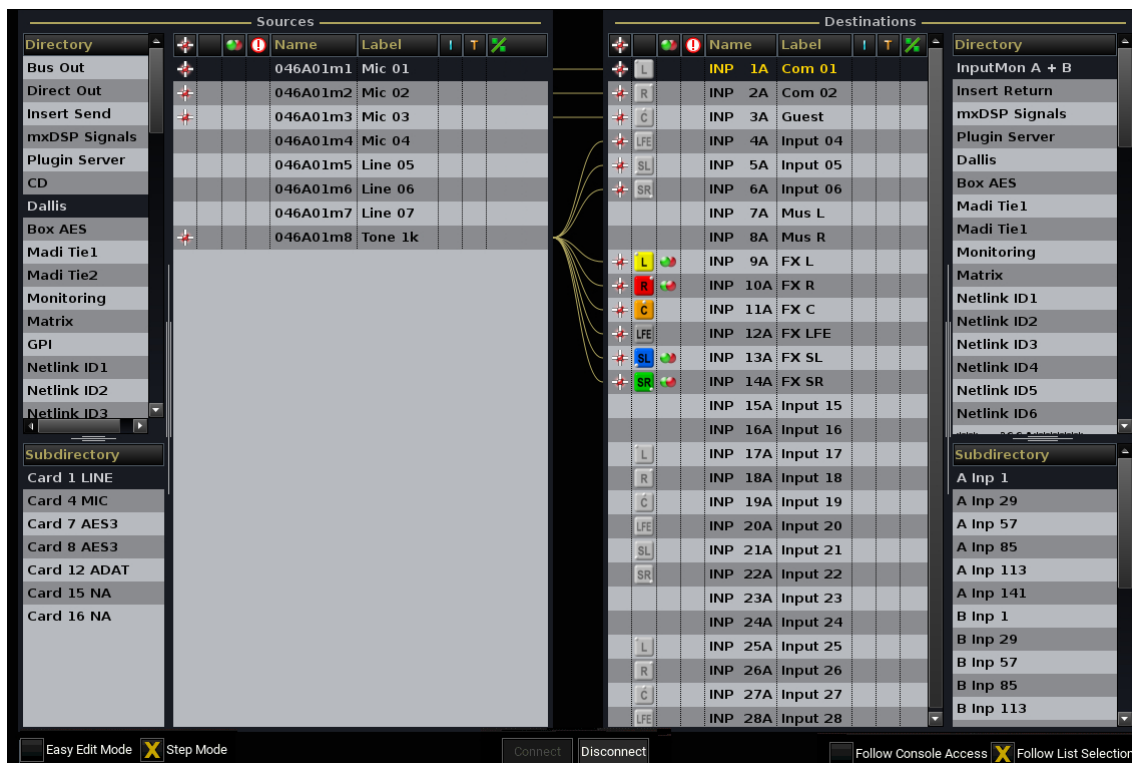 Sources
Directory
Bus Out
Direct Out
Insert Send
mxDSP Signals
Plugin Server
CD
Dallis
Box AES
Madi Tie1
Madi Tie2
Monitoring
Matrix
GPI
Netlink ID1
Netlink ID2
Netlink ID3
Subdirectory
Card 1 LINE
Card 4 MIC
Card 7 AES3
Card 8 AES3
Card 12 ADAT
Card 15 NA
Card 16 NA
Name Label I T
046A01m1 Mic 01
046A01m2 Mic 02
046A01m3 Mic 03
046A01m4 Mic 04
046A01m5 Line 05
046A01m6 Line 06
046A01m7 Line 07
046A01m8 Tone 1k
Destinations
Name Label I T
L INP 1A Com 01
R INP 2A Com 02
C INP 3A Guest
LFE INP 4A Input 04
SL INP 5A Input 05
SR INP 6A Input 06
INP 7A Mus L
INP 8A Mus R
L INP 9A FX L
R INP 10A FX R
C INP 11A FX C
LFE INP 12A FX LFE
SL INP 13A FX SL
SR INP 14A FX SR
INP 15A Input 15
INP 16A Input 16
L INP 17A Input 17
R INP 18A Input 18
C INP 19A Input 19
LFE INP 20A Input 20
SL INP 21A Input 21
SR INP 22A Input 22
INP 23A Input 23
INP 24A Input 24
L INP 25A Input 25
R INP 26A Input 26
C INP 27A Input 27
LFE INP 28A Input 28
Directory
InputMon A + B
Insert Return
mxDSP Signals
Plugin Server
Dallis
Box AES
Madi Tie1
Madi Tie1
Monitoring
Matrix
Netlink ID1
Netlink ID2
Netlink ID3
Netlink ID4
Netlink ID5
Netlink ID6
Subdirectory
A Inp 1
A Inp 29
A Inp 57
A Inp 85
A Inp 113
A Inp 141
B Inp 1
B Inp 29
B Inp 57
B Inp 85
B Inp 113
Easy Edit Mode X Step Mode Connect Disconnect Follow Console Access X Follow List Selection